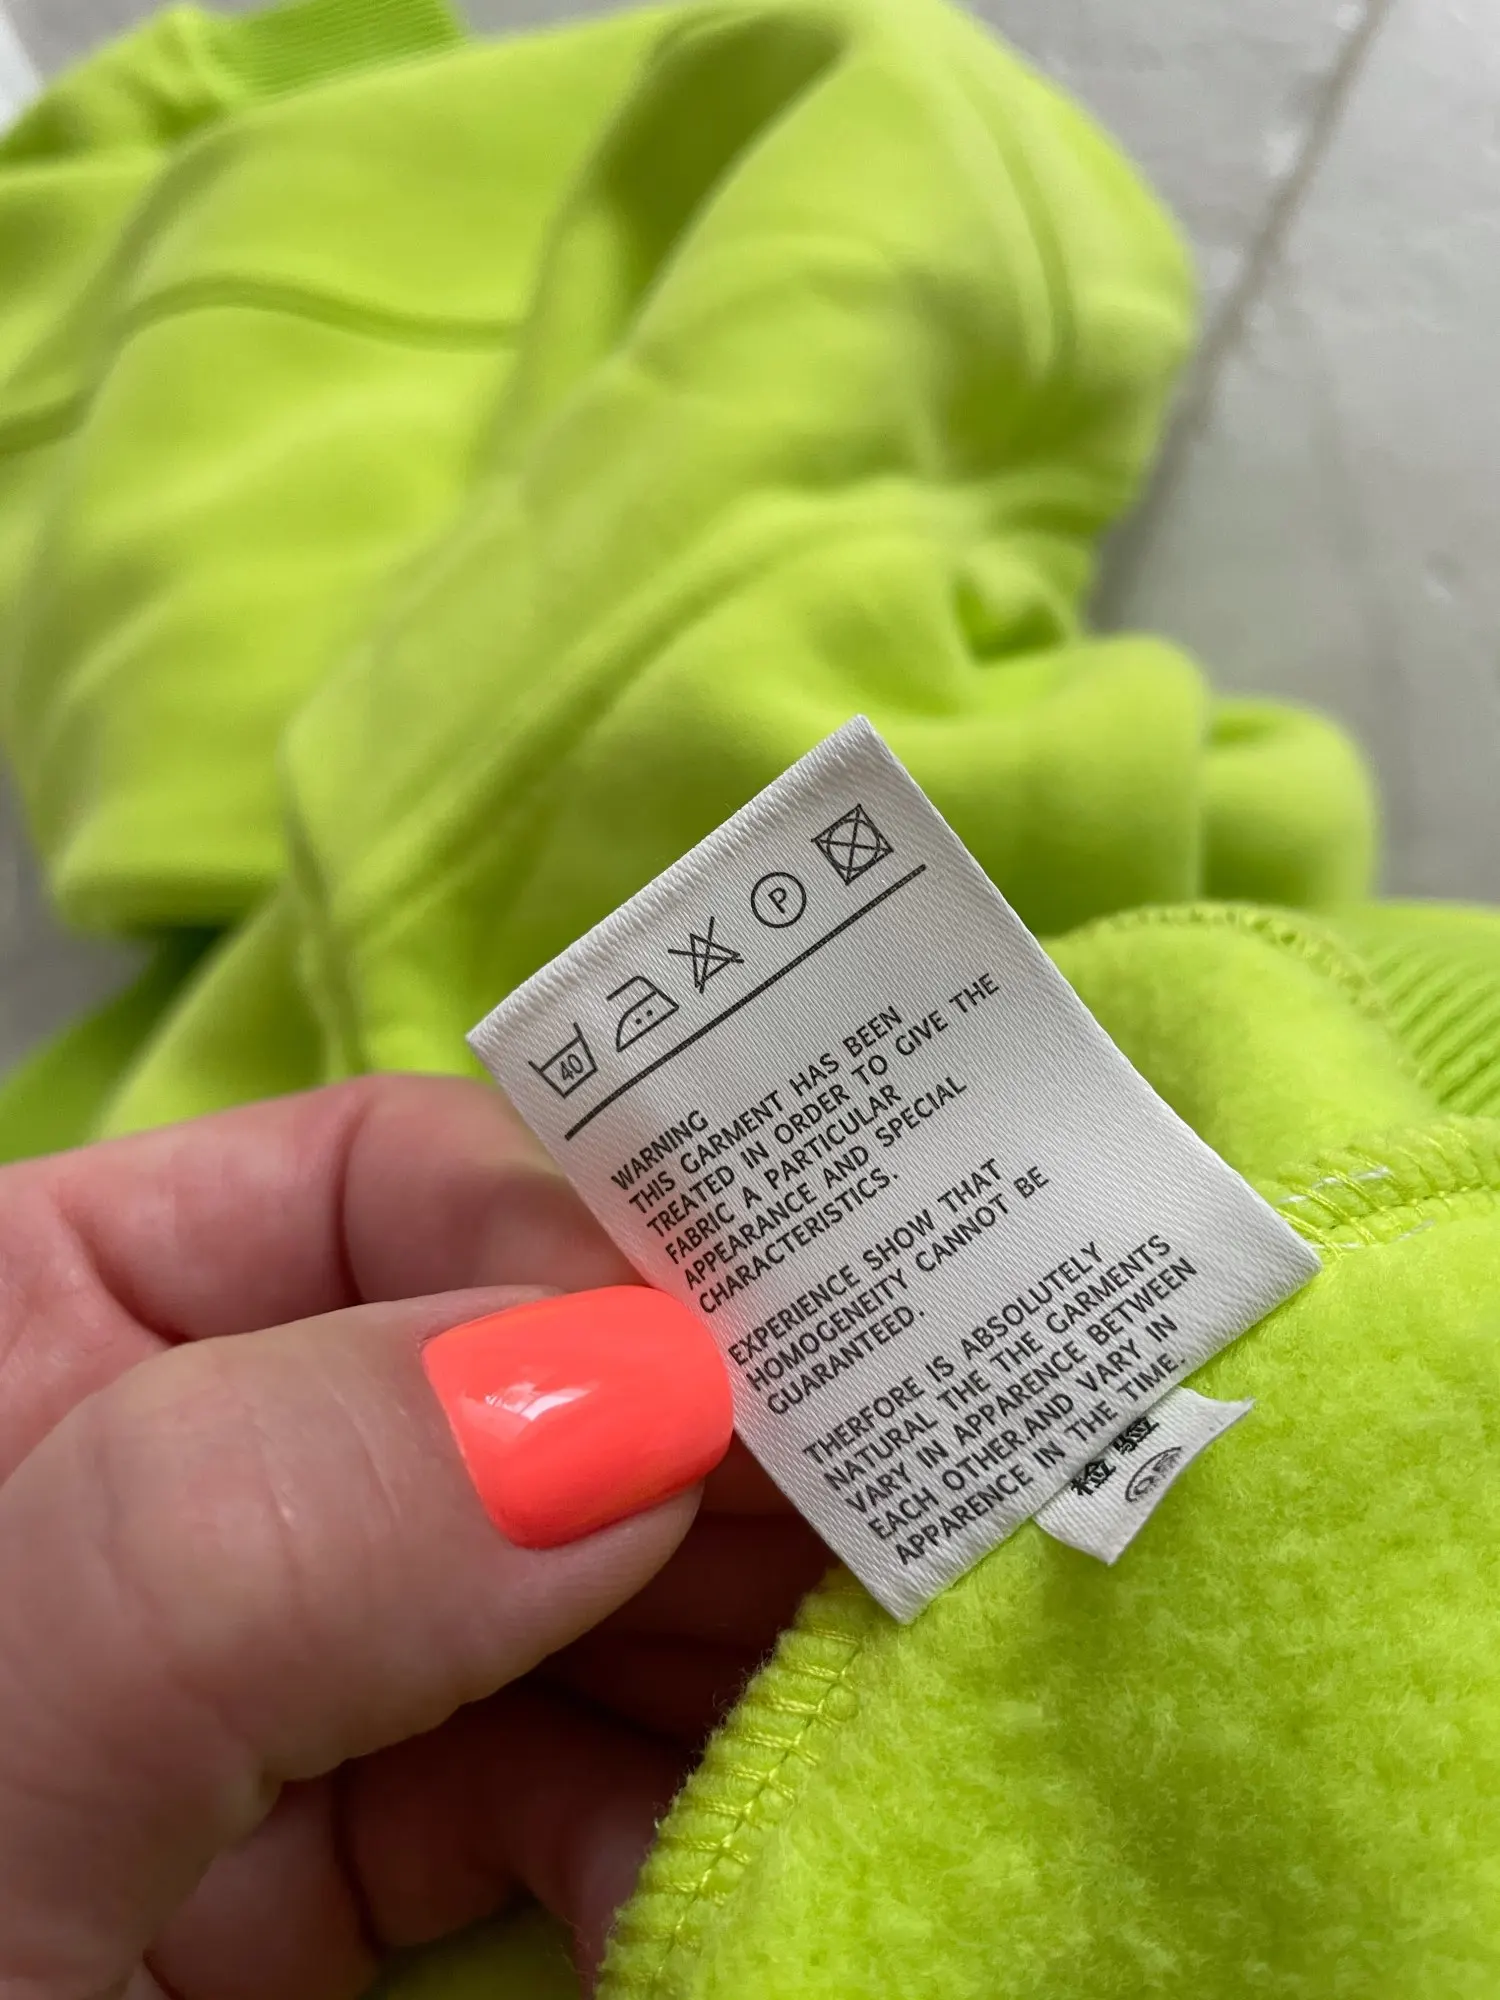 40
P
WARNING
THIS GARMENT HAS BEEN
TREATED IN ORDER TO GIVE THE
FABRIC A PARTICULAR
APPEARANCE AND SPECIAL
CHARACTERISTICS.
EXPERIENCE SHOW THAT
HOMOGENEITY CANNOT BE
GUARANTEED.
THERFORE IS ABSOLUTELY
NATURAL THE THE GARMENTS
VARY IN APPARENCE BETWEEN
EACH OTHER AND VARY IN
APPARENCE IN THE TIME.